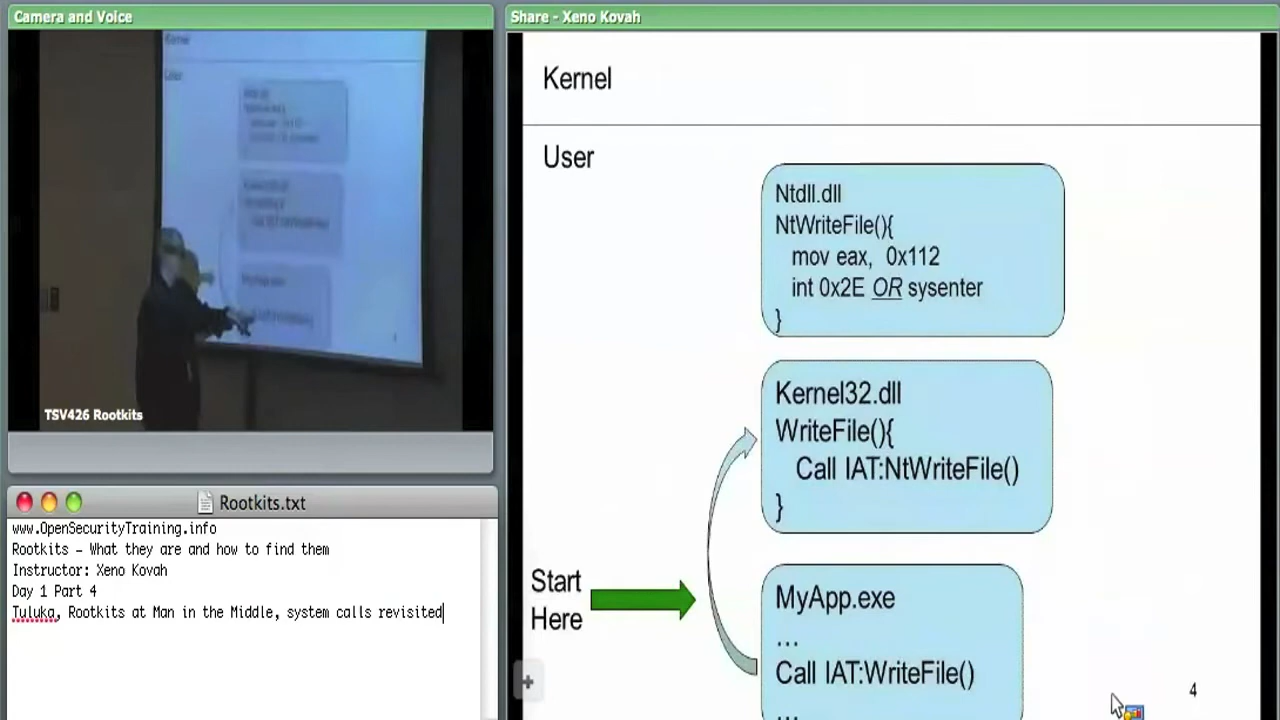 Camera and Voice
TSV426 Rootkits
Rootkits.txt
www.OpenSecurityTraining.info
Rootkits – What they are and how to find them
Instructor: Xeno Kovah
Day 1 Part 4
Tuluka, Rootkits at Man in the Middle, system calls revisited
Share - Xeno Kovah
Kernel
User
Ntdll.dll
NtWriteFile(){
mov eax, 0x112
int 0x2E OR sysenter
}
Kernel32.dll
WriteFile(){
Call IAT:NtWriteFile()
}
Start
Here
MyApp.exe
…
Call IAT:WriteFile()
…
4